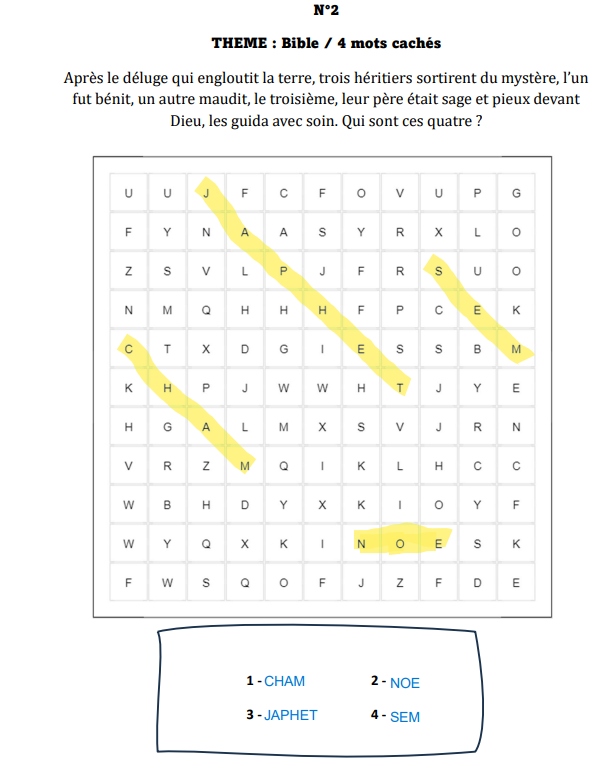 N°2
THEME : Bible / 4 mots cachés
Après le déluge qui engloutit la terre, trois héritiers sortirent du mystère, l’un
fut bénit, un autre maudit, le troisième, leur père était sage et pieux devant
Dieu, les guida avec soin. Qui sont ces quatre ?
U U J F C F O V U P G
F Y N A A S Y R X L O
Z S V L P J F R S U O
N M Q H H H F P C E K
C T X D G I E S S B M
K H P J W W H T J Y E
H G A L M X S V J R N
V R Z M Q I K L H C C
W B H D Y X K I O Y F
W Y Q X K I N O E S K
F W S Q O F J Z F D E
1 - CHAM 2 - NOE
3 - JAPHET 4 - SEM